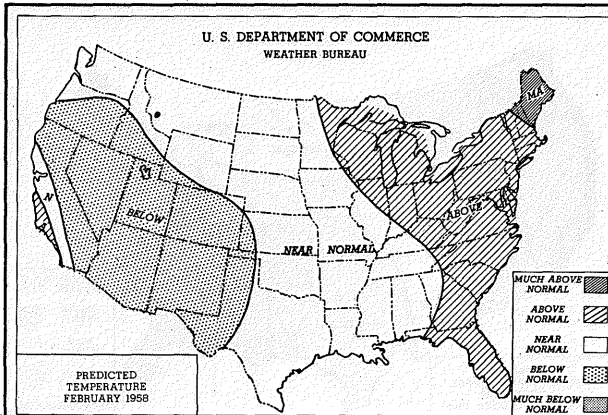 U. S. DEPARTMENT OF COMMERCE
WEATHER BUREAU
MA
N
BELOW
ABOVE
NEAR NORMAL
A
MUCH ABOVE
NORMAL
ABOVE
NORMAL
NEAR
NORMAL
BELOW
NORMAL
MUCH BELOW
NORMAL
PREDICTED
TEMPERATURE
FEBRUARY 1958